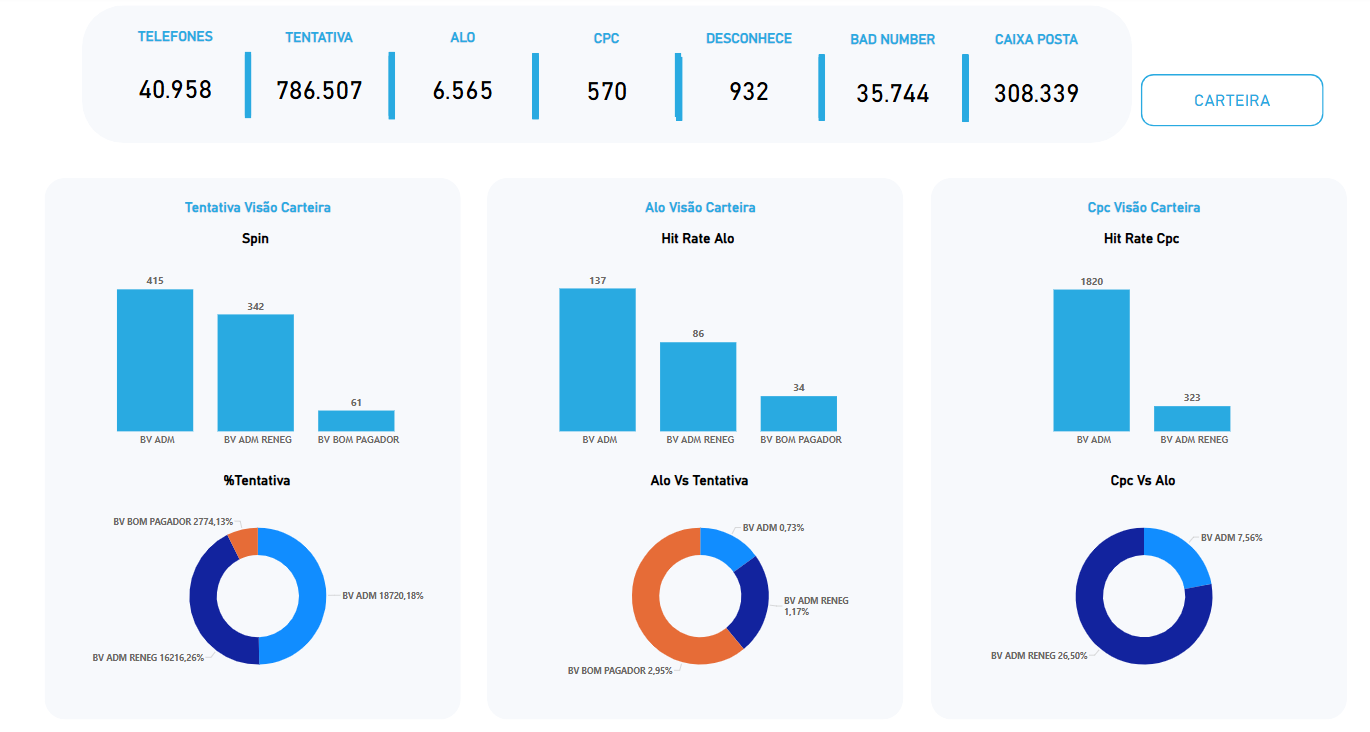 TELEFONES
TENTATIVA
ALO
CPC
DESCONHECE
BAD NUMBER
CAIXA POSTA
40.958
786.507
6.565
570
932
35.744
308.339
CARTEIRA
Tentativa Visão Carteira
Spin
415
342
61
BV ADM
BV ADM RENEG
BV BOM PAGADOR
%Tentativa
BV BOM PAGADOR 2774,13%
BV ADM 18720,18%
BV ADM RENEG 16216,26%
Alo Visão Carteira
Hit Rate Alo
137
86
34
BV ADM
BV ADM RENEG
BV BOM PAGADOR
Alo Vs Tentativa
BV ADM 0,73%
BV ADM RENEG
1,17%
BV BOM PAGADOR 2,95%
Cpc Visão Carteira
Hit Rate Cpc
1820
323
BV ADM
BV ADM RENEG
Cpc Vs Alo
BV ADM 7,56%
BV ADM RENEG 26,50%